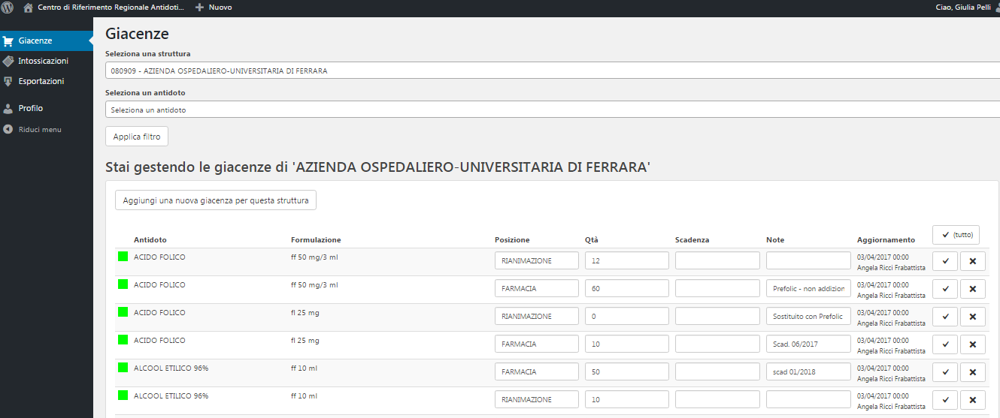 Centro di Riferimento Regionale Antidoti... Nuovo Ciao, Giulia Pelli
Giacenze
Intossicazioni
Esportazioni
Profilo
Riduci menu
Giacenze
Seleziona una struttura
080909 - AZIENDA OSPEDALIERO-UNIVERSITARIA DI FERRARA
Seleziona un antidoto
Seleziona un antidoto
Applica filtro
Stai gestendo le giacenze di 'AZIENDA OSPEDALIERO-UNIVERSITARIA DI FERRARA'
Aggiungi una nuova giacenza per questa struttura
Antidoto Formulazione Posizione Qtà Scadenza Note Aggiornamento (tutto)
ACIDO FOLICO ff 50 mg/3 ml RIANIMAZIONE 12 03/04/2017 00:00
Angela Ricci Frabattista
ACIDO FOLICO ff 50 mg/3 ml FARMACIA 60 Prefolic - non addizion 03/04/2017 00:00
Angela Ricci Frabattista
ACIDO FOLICO fl 25 mg RIANIMAZIONE 0 Sostituito con Prefolic 03/04/2017 00:00
Angela Ricci Frabattista
ACIDO FOLICO fl 25 mg FARMACIA 10 Scad. 06/2017 03/04/2017 00:00
Angela Ricci Frabattista
ALCOOL ETILICO 96% ff 10 ml FARMACIA 50 scad 01/2018 03/04/2017 00:00
Angela Ricci Frabattista
ALCOOL ETILICO 96% ff 10 ml RIANIMAZIONE 10 03/04/2017 00:00
Angela Ricci Frabattista